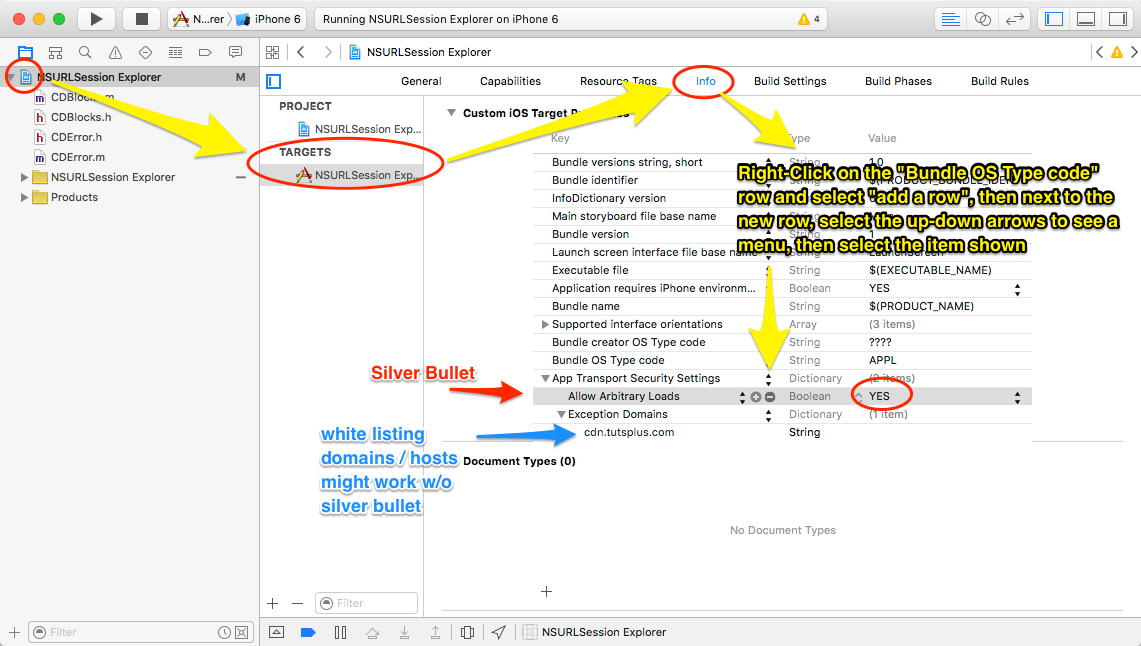 N...rer
iPhone 6
Running NSURLSession Explorer on iPhone 6
4
NSURLSession Explorer
M
CDBlocks.m
CDBlocks.h
CDError.h
CDError.m
NSURLSession Explorer
Products
Filter
NSURLSession Explorer
General
Capabilities
Resource Tags
Info
Build Settings
Build Phases
Build Rules
PROJECT
NSURLSession Exp...
TARGETS
NSURLSession Exp...
Filter
Custom iOS Target
Key
Type
Value
Bundle versions string, short
String
1.0
Bundle identifier
$(PRODUCT_BUNDLE_IDE
InfoDictionary version
Main storyboard file base name
Bundle version
String
1
Launch screen interface file base name
String
LaunchScreen
Executable file
String
$(EXECUTABLE_NAME)
Application requires iPhone environm...
Boolean
YES
Bundle name
String
$(PRODUCT_NAME)
Supported interface orientations
Array
(3 items)
Bundle creator OS Type code
String
????
Bundle OS Type code
String
APPL
App Transport Security Settings
Dictionary
(2 items)
Allow Arbitrary Loads
Boolean
YES
Exception Domains
Dictionary
(1 item)
cdn.tutsplus.com
String
Right-Click on the "Bundle OS Type code"
row and select "add a row", then next to the
new row, select the up-down arrows to see a
menu, then select the item shown
Silver Bullet
white listing
domains / hosts
might work w/o
silver bullet
Document Types (0)
No Document Types
NSURLSession Explorer